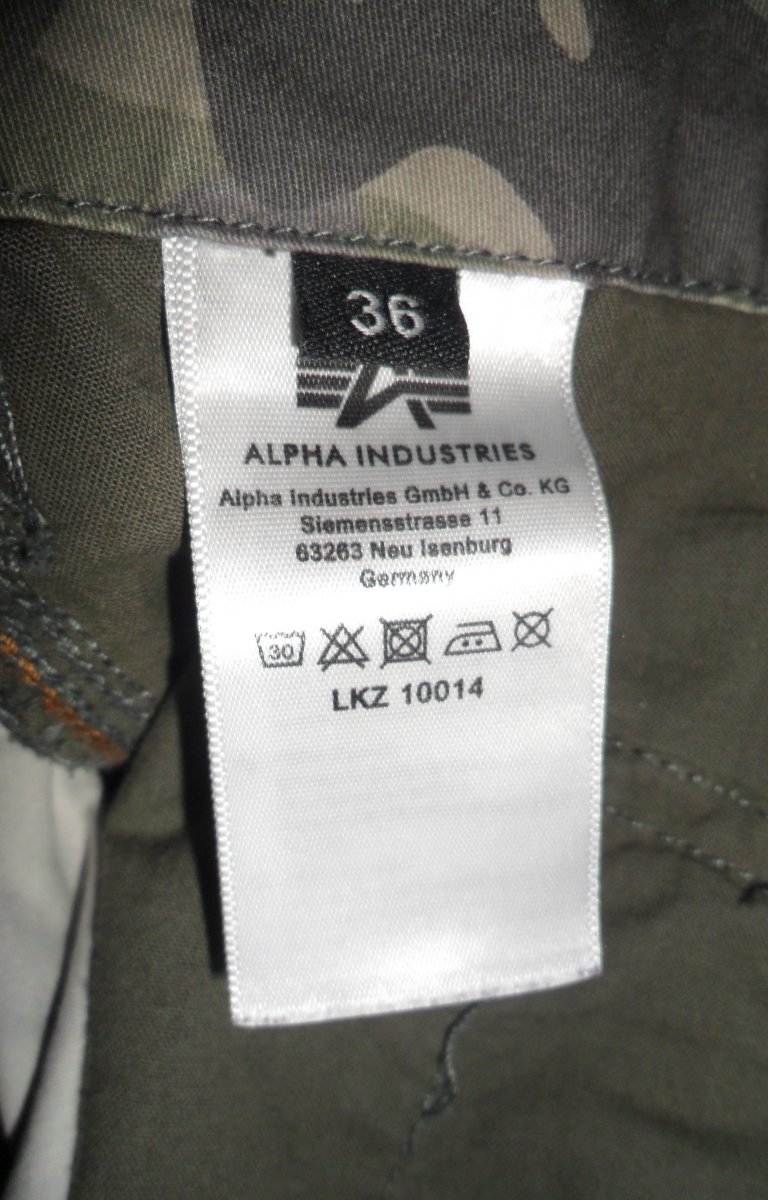 36
ALPHA INDUSTRIES
Alpha Industries GmbH & Co. KG
Siemensstrasse 11
63263 Neu Isenburg
Germany
30
LKZ 10014